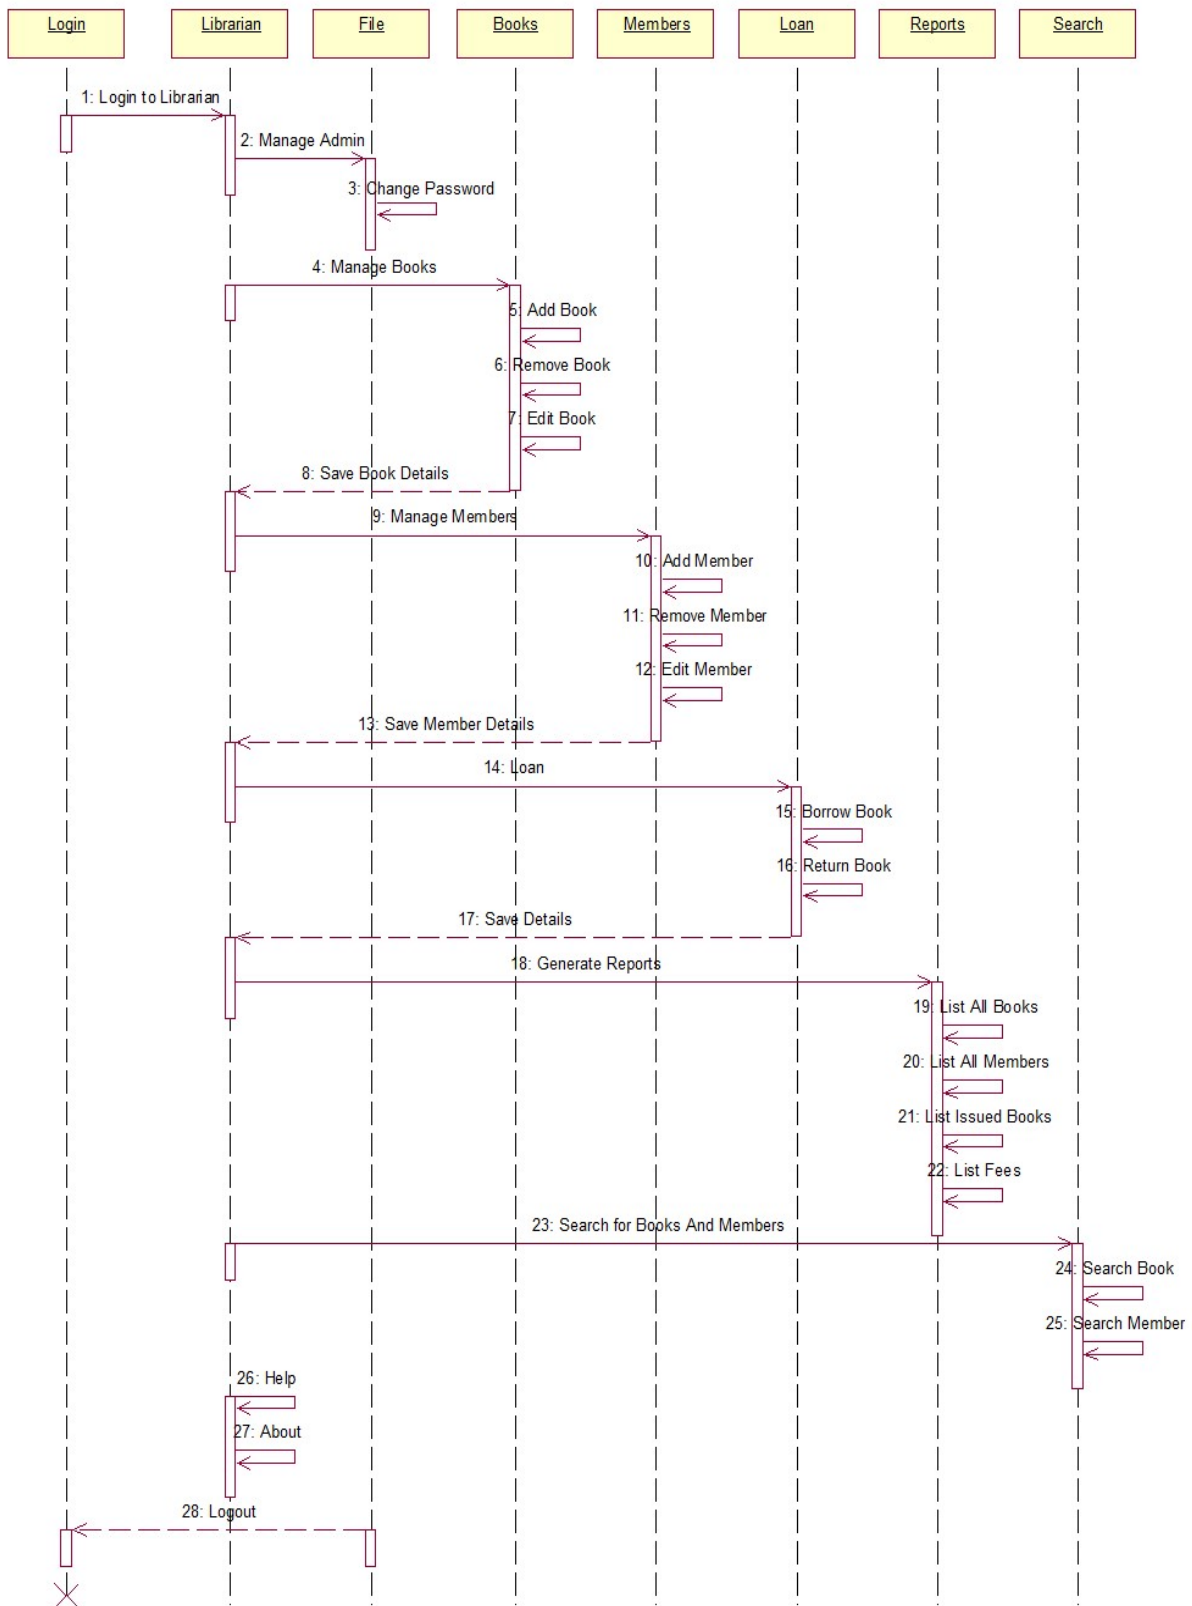 Login
Librarian
File
Books
Members
Loan
Reports
Search
1: Login to Librarian
2: Manage Admin
3: Change Password
4: Manage Books
5: Add Book
6: Remove Book
7: Edit Book
8: Save Book Details
9: Manage Members
10: Add Member
11: Remove Member
12: Edit Member
13: Save Member Details
14: Loan
15: Borrow Book
16: Return Book
17: Save Details
18: Generate Reports
19: List All Books
20: List All Members
21: List Issued Books
22: List Fees
23: Search for Books And Members
24: Search Book
25: Search Member
26: Help
27: About
28: Logout